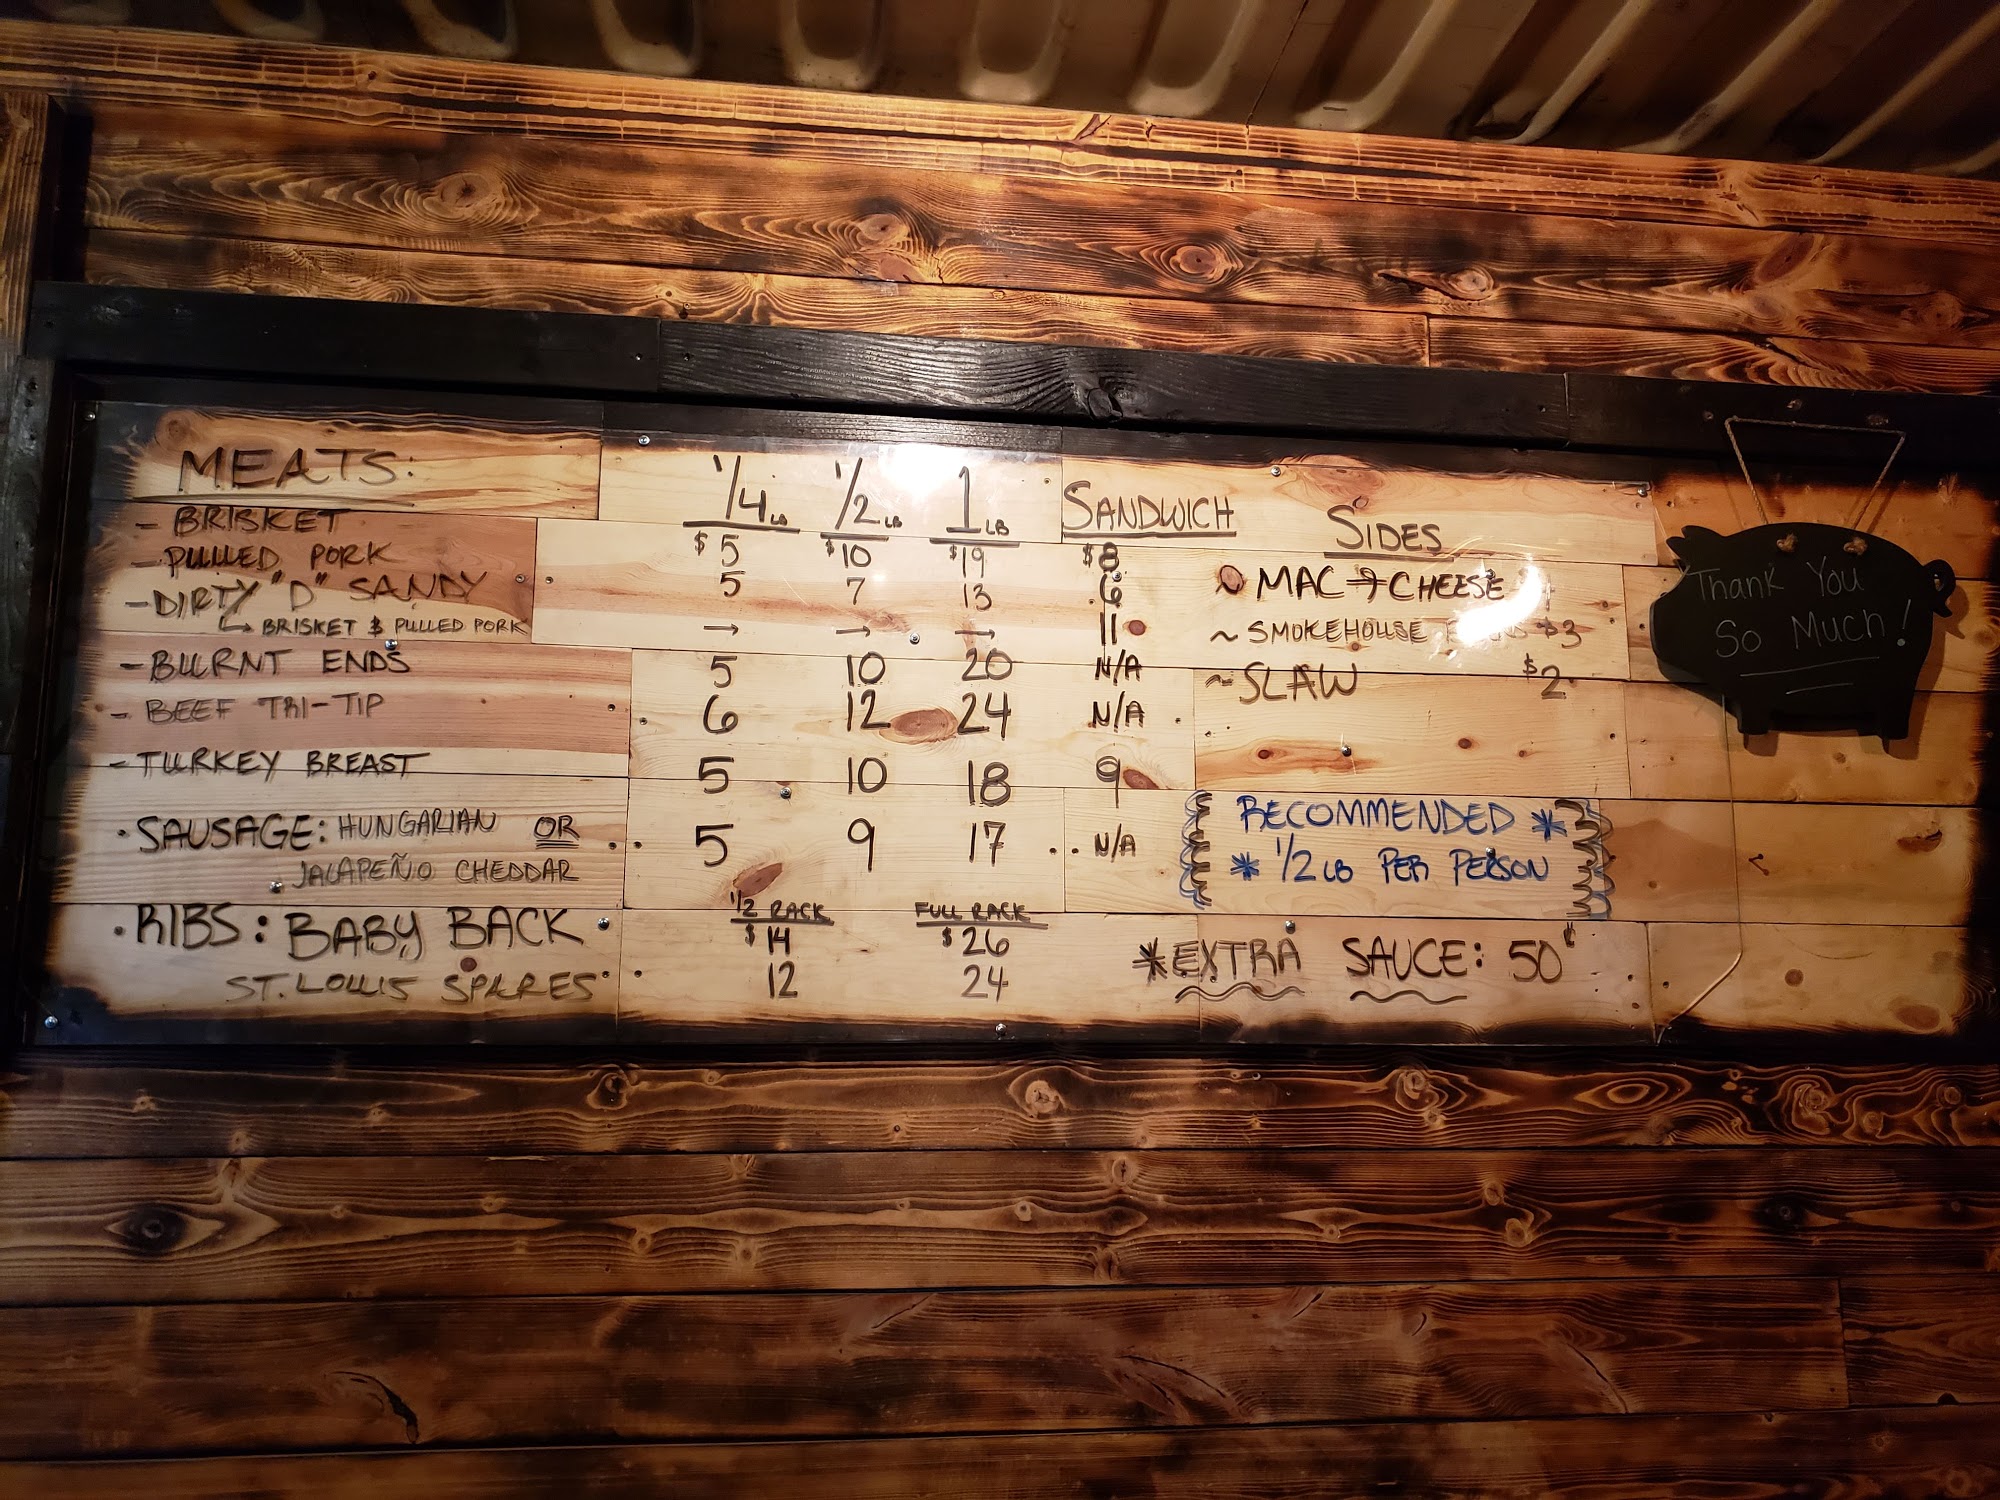 MEATS: 1/4 LB 1/2 LB 1 LB SANDWICH
- BRISKET $5 $10 $19 $8
- PULLED PORK 5 7 13 6
- DIRTY "D" SANDY → → → 11
↳ BRISKET & PULLED PORK
- BURNT ENDS 5 10 20 N/A
- BEEF TRI-TIP 6 12 24 N/A
- TURKEY BREAST 5 10 18 9
• SAUSAGE: HUNGARIAN OR 5 9 17 N/A
JALAPEÑO CHEDDAR
1/2 RACK FULL RACK
• RIBS: BABY BACK $14 $26
ST. LOUIS SPARES 12 24
SIDES
~ MAC & CHEESE
~ SMOKEHOUSE $3
~ SLAW $2
RECOMMENDED *
* 1/2 LB PER PERSON
*EXTRA SAUCE: 50¢
Thank You
So Much!